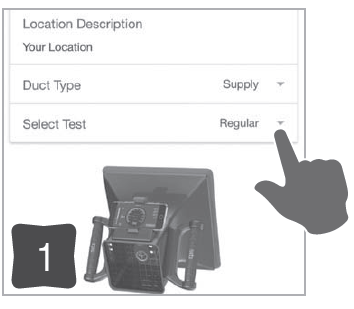 Location Description
Your Location
Duct Type Supply
Select Test Regular
1